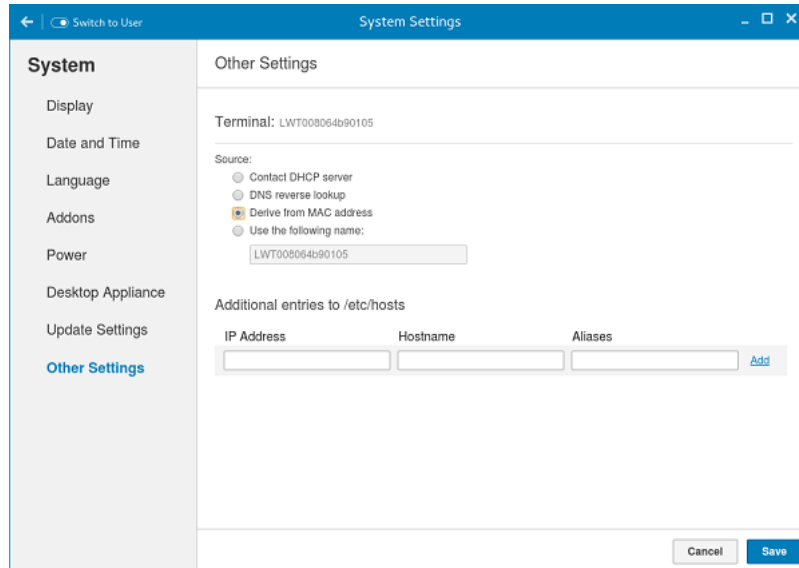 Switch to User
System Settings
System
Display
Date and Time
Language
Addons
Power
Desktop Appliance
Update Settings
Other Settings
Other Settings
Terminal: LWT008064b90105
Source:
Contact DHCP server
DNS reverse lookup
Derive from MAC address
Use the following name:
LWT008064b90105
Additional entries to /etc/hosts
IP Address Hostname Aliases
Add
Cancel Save